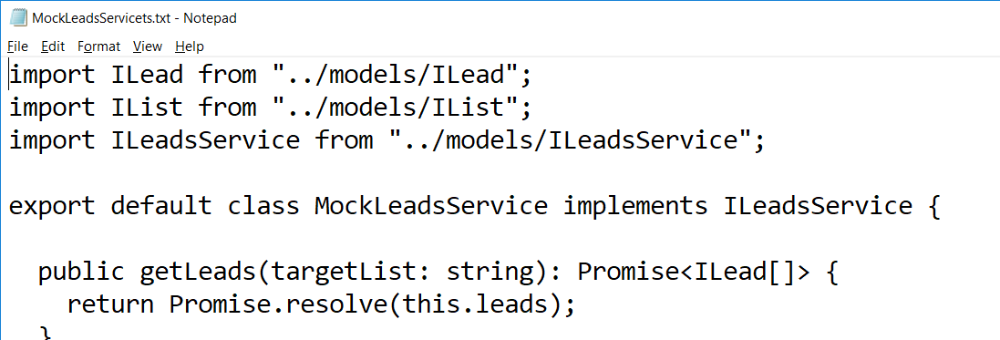 MockLeadsServicets.txt - Notepad
File Edit Format View Help
import ILead from "../models/ILead";
import IList from "../models/IList";
import ILeadsService from "../models/ILeadsService";
export default class MockLeadsService implements ILeadsService {
public getLeads(targetList: string): Promise<ILead[]> {
return Promise.resolve(this.leads);
}